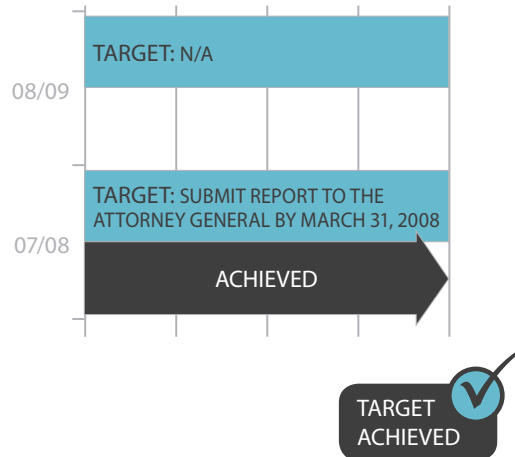 TARGET: N/A
08/09
TARGET: SUBMIT REPORT TO THE
ATTORNEY GENERAL BY MARCH 31, 2008
07/08
ACHIEVED
TARGET
ACHIEVED